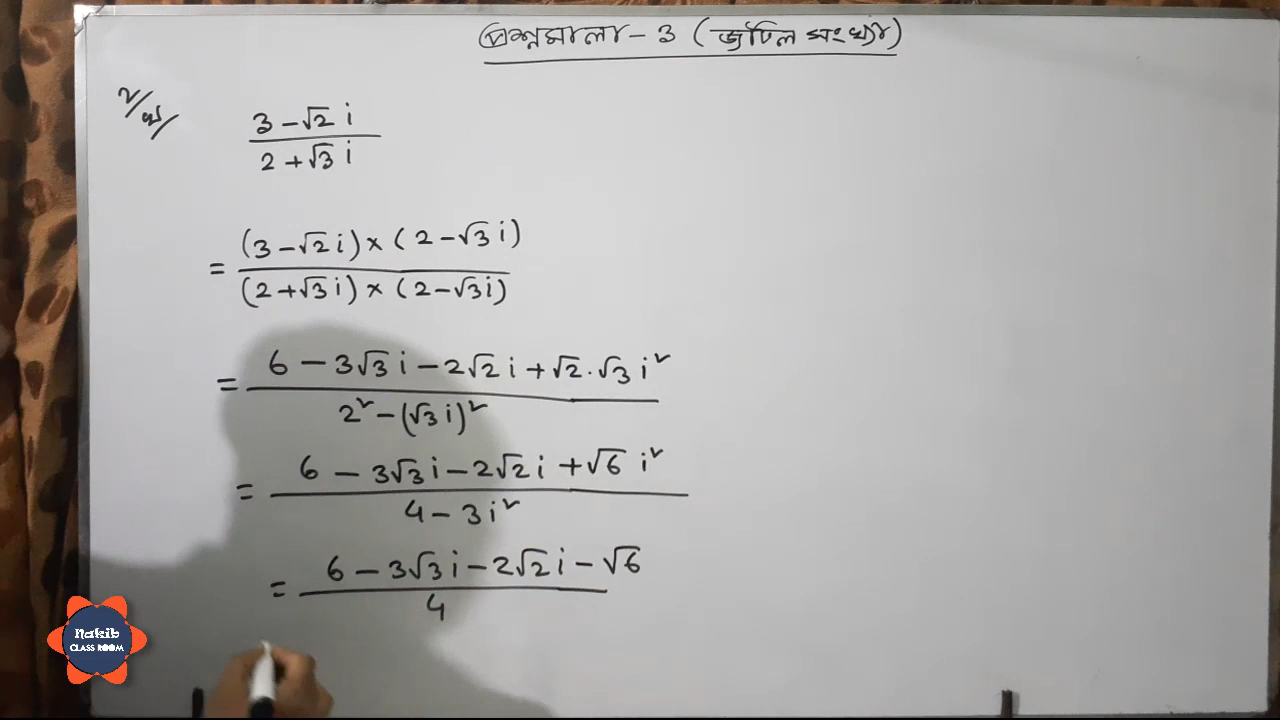 প্রশ্নমালা - 3 (জটিল সংখ্যা)
3 - √2 i
2 + √3 i
= (3 - √2 i) × (2 - √3 i)
(2 + √3 i) × (2 - √3 i)
= 6 - 3√3 i - 2√2 i + √2 . √3 i²
2² - (√3 i)²
= 6 - 3√3 i - 2√2 i + √6 i²
4 - 3 i²
= 6 - 3√3 i - 2√2 i - √6
4
Nakib
CLASS ROOM